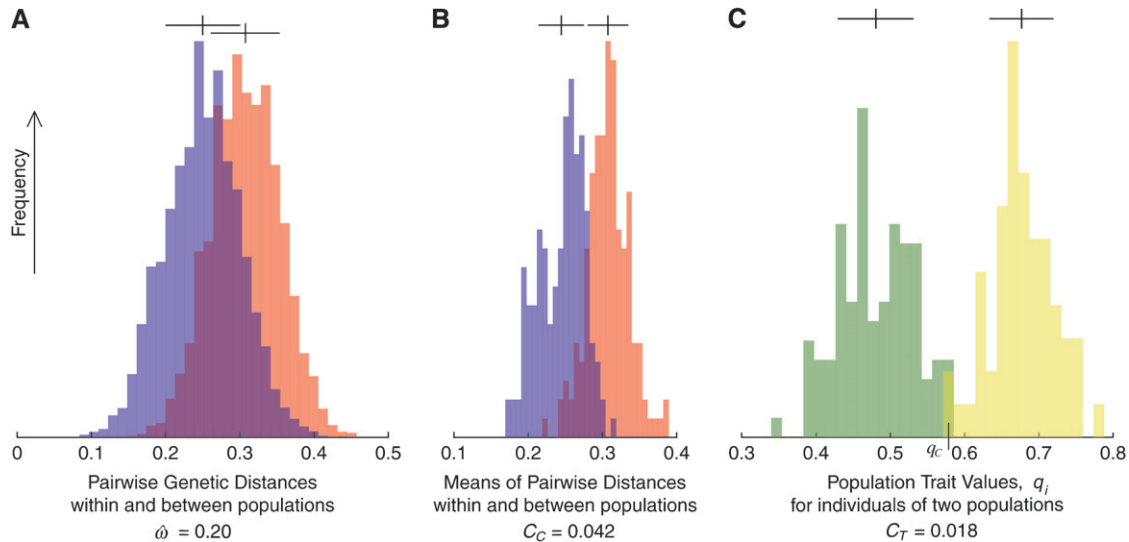 A
B
C
Frequency
0 0.1 0.2 0.3 0.4 0.5
0.1 0.2 0.3 0.4
0.3 0.4 0.5 q_C 0.6 0.7 0.8
Pairwise Genetic Distances
within and between populations
ω̂ = 0.20
Means of Pairwise Distances
within and between populations
C_C = 0.042
Population Trait Values, q_i
for individuals of two populations
C_T = 0.018